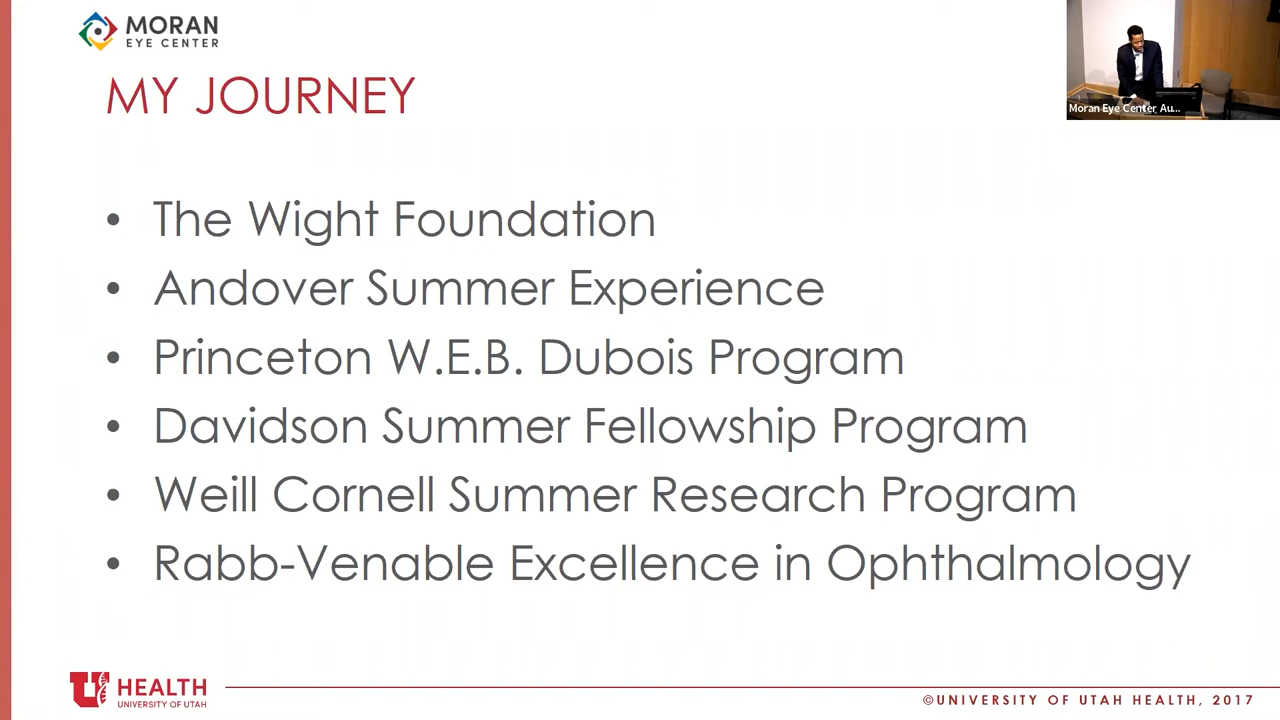 MORAN
EYE CENTER
MY JOURNEY
Moran Eye Center Au...
• The Wight Foundation
• Andover Summer Experience
• Princeton W.E.B. Dubois Program
• Davidson Summer Fellowship Program
• Weill Cornell Summer Research Program
• Rabb-Venable Excellence in Ophthalmology
U HEALTH
UNIVERSITY OF UTAH
©UNIVERSITY OF UTAH HEALTH, 2017